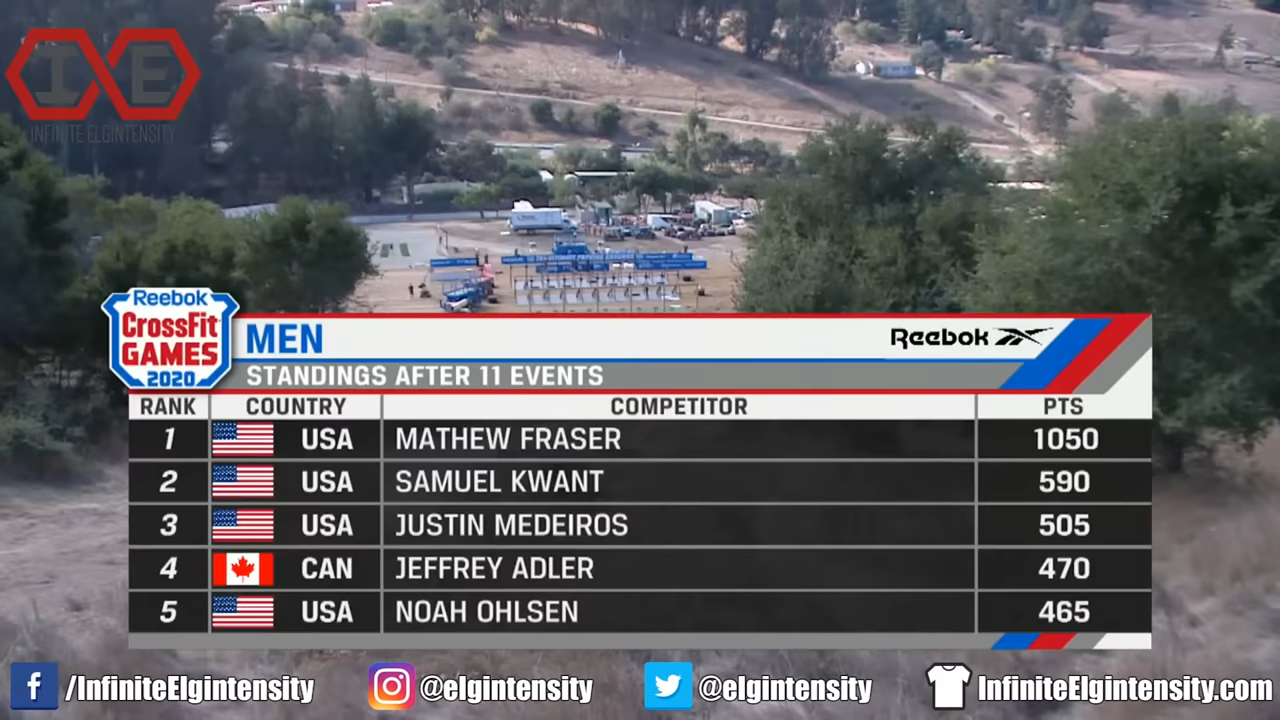 IXE
INFINITE ELGINTENSITY
Reebok
CrossFit
GAMES
2020
MEN
Reebok
STANDINGS AFTER 11 EVENTS
RANK COUNTRY COMPETITOR PTS
1 USA MATHEW FRASER 1050
2 USA SAMUEL KWANT 590
3 USA JUSTIN MEDEIROS 505
4 CAN JEFFREY ADLER 470
5 USA NOAH OHLSEN 465
/InfiniteElgintensity @elgintensity @elgintensity InfiniteElgintensity.com